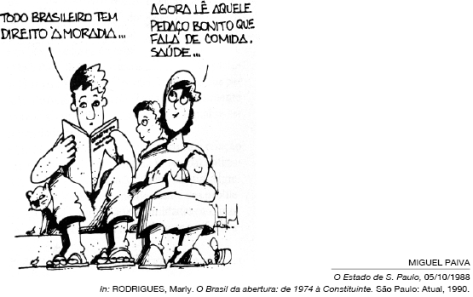 TODO BRASILEIRO TEM
DIREITO À MORADIA...
AGORA LÊ AQUELE
PEDAÇO BONITO QUE
FALA DE COMIDA,
SAÚDE...
MIGUEL PAIVA
O Estado de S. Paulo, 05/10/1988
In: RODRIGUES, Marly. O Brasil da abertura: de 1974 à Constituinte. São Paulo: Atual, 1990.